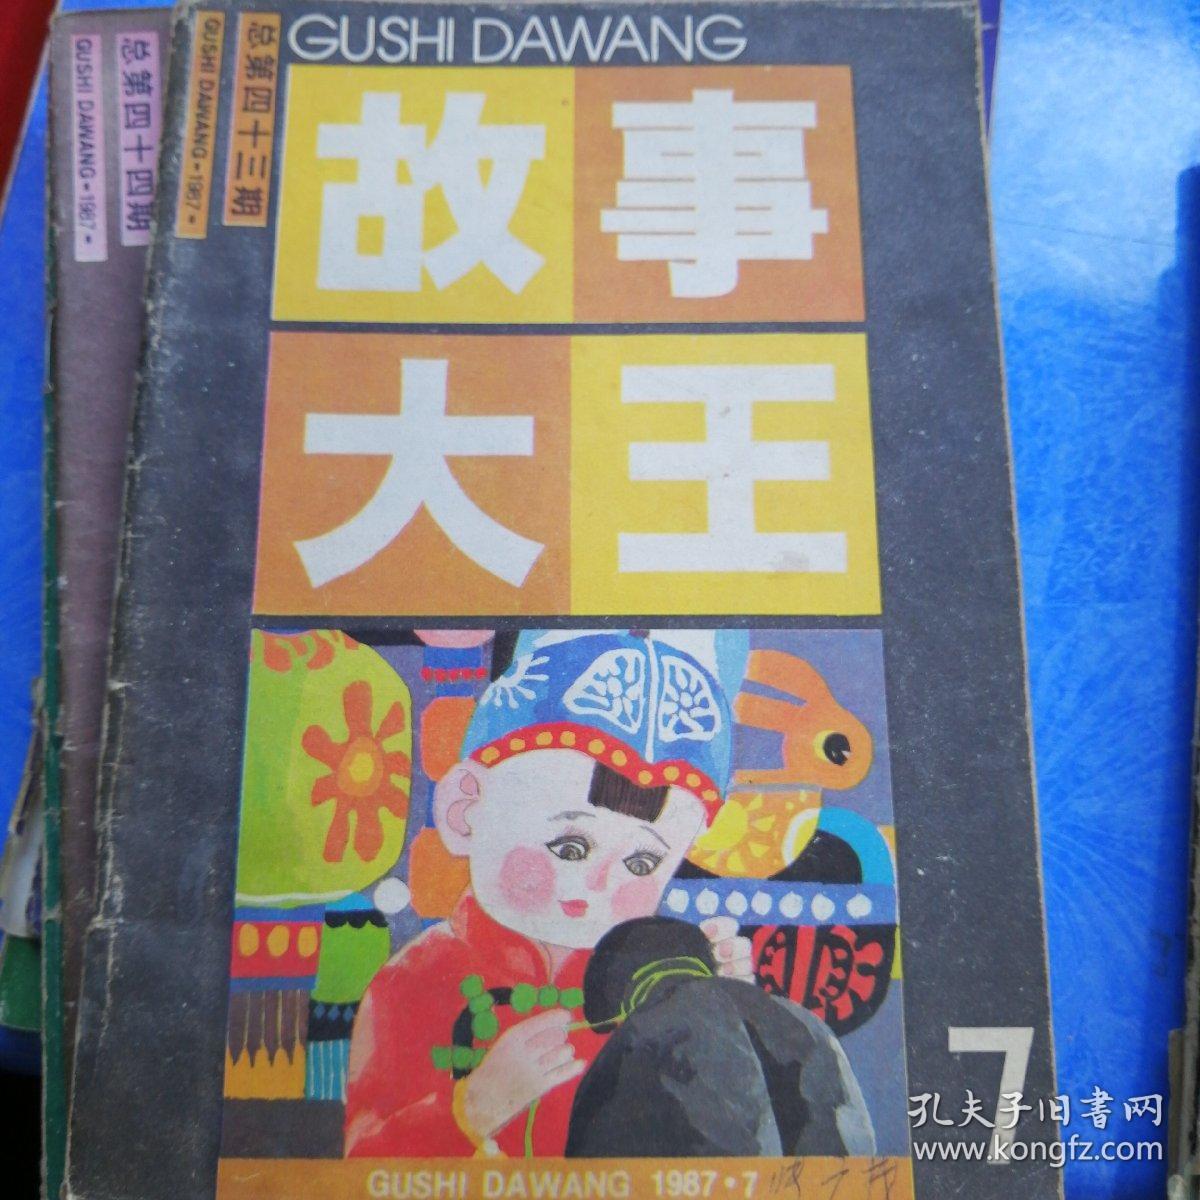 GUSHI DAWANG
故事
大王
总第四十三期
GUSHI DAWANG·1987·
总第四十四期
GUSHI DAWANG·1987·
7
GUSHI DAWANG 1987·7
孔夫子旧書网
www.kongfz.com